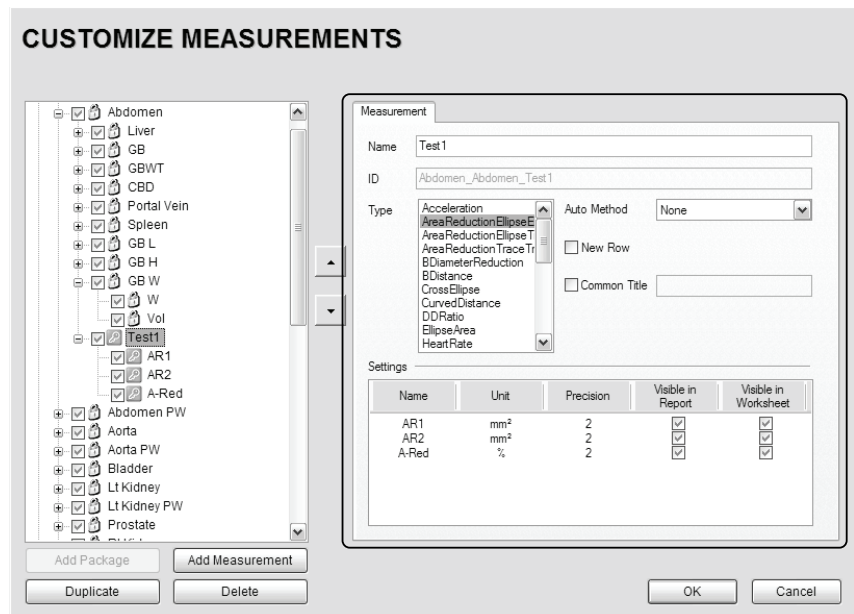 CUSTOMIZE MEASUREMENTS
Abdomen
Liver
GB
GBWT
CBD
Portal Vein
Spleen
GB L
GB H
GB W
W
Vol
Test1
AR1
AR2
A-Red
Abdomen PW
Aorta
Aorta PW
Bladder
Lt Kidney
Lt Kidney PW
Prostate
Add Package
Add Measurement
Duplicate
Delete
Measurement
Name
Test1
ID
Abdomen_Abdomen_Test1
Type
Acceleration
AreaReductionEllipseE
AreaReductionEllipseT
AreaReductionTraceTr
BDiameterReduction
BDistance
CrossEllipse
CurvedDistance
DDRatio
EllipseArea
HeartRate
Auto Method
None
New Row
Common Title
Settings
Name Unit Precision Visible in Report Visible in Worksheet
AR1 mm² 2
AR2 mm² 2
A-Red % 2
OK
Cancel